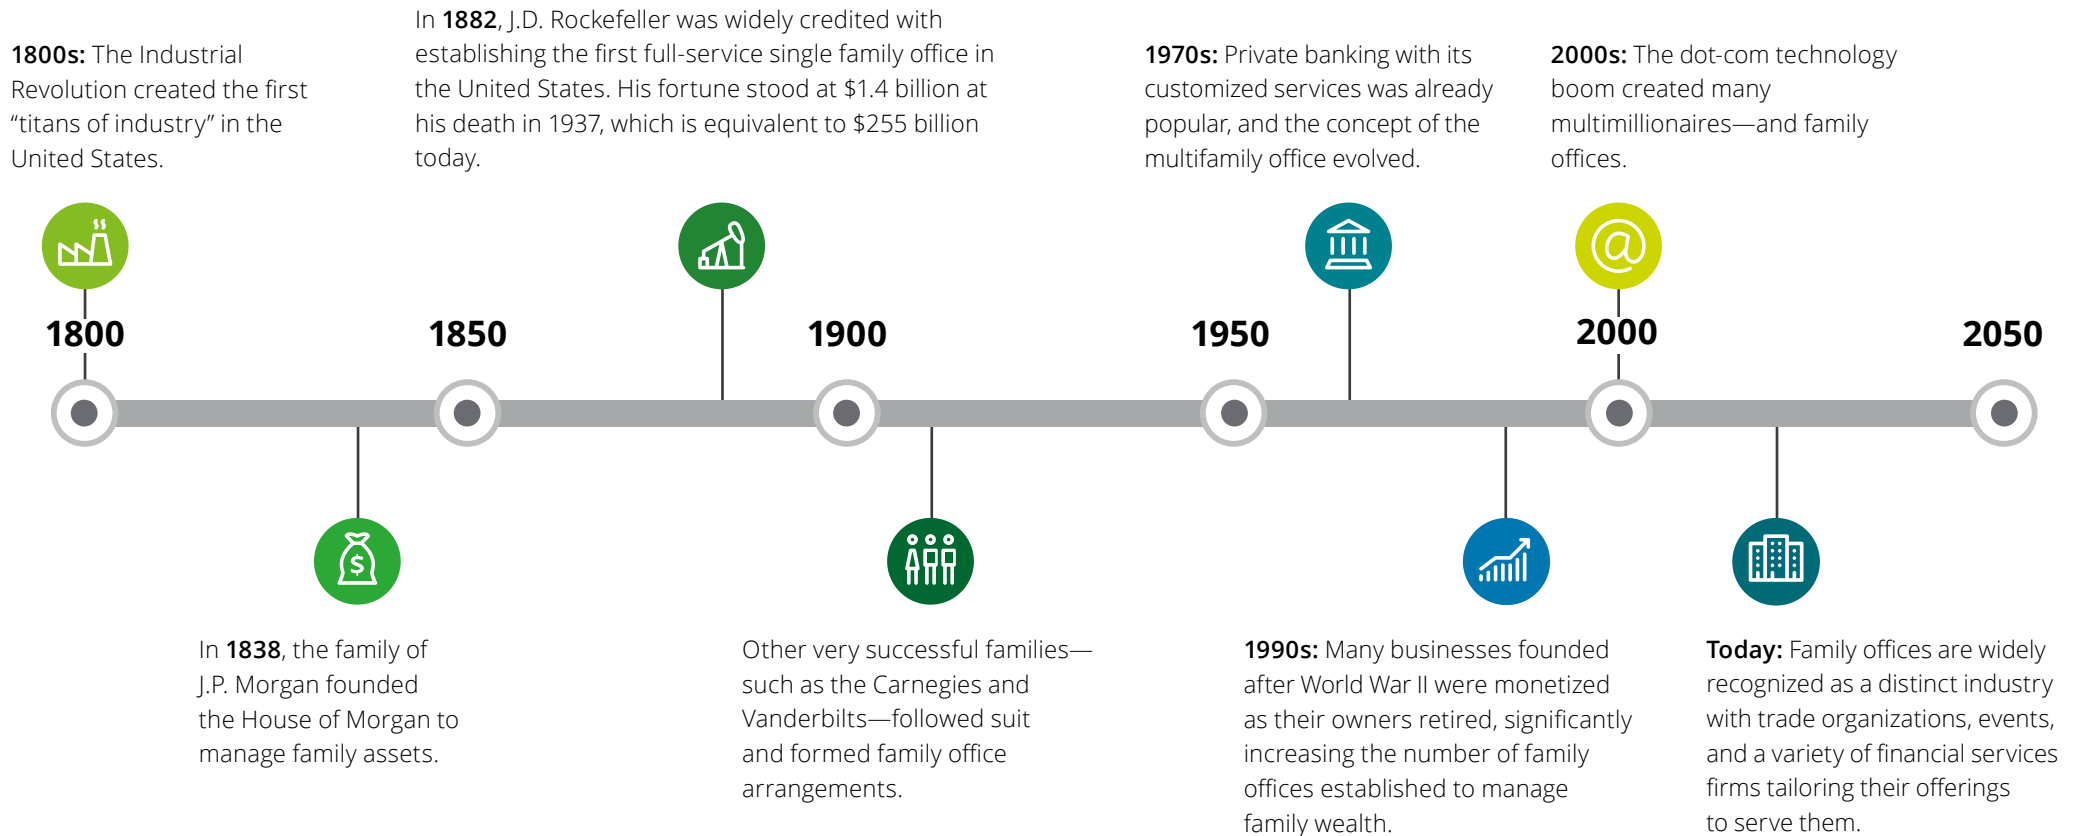 1800s: The Industrial
Revolution created the first
“titans of industry” in the
United States.
In 1882, J.D. Rockefeller was widely credited with
establishing the first full-service single family office in
the United States. His fortune stood at $1.4 billion at
his death in 1937, which is equivalent to $255 billion
today.
1970s: Private banking with its
customized services was already
popular, and the concept of the
multifamily office evolved.
2000s: The dot-com technology
boom created many
multimillionaires—and family
offices.
@
1800
1850
1900
1950
2000
2050
$
In 1838, the family of
J.P. Morgan founded
the House of Morgan to
manage family assets.
Other very successful families—
such as the Carnegies and
Vanderbilts—followed suit
and formed family office
arrangements.
1990s: Many businesses founded
after World War II were monetized
as their owners retired, significantly
increasing the number of family
offices established to manage
family wealth.
Today: Family offices are widely
recognized as a distinct industry
with trade organizations, events,
and a variety of financial services
firms tailoring their offerings
to serve them.